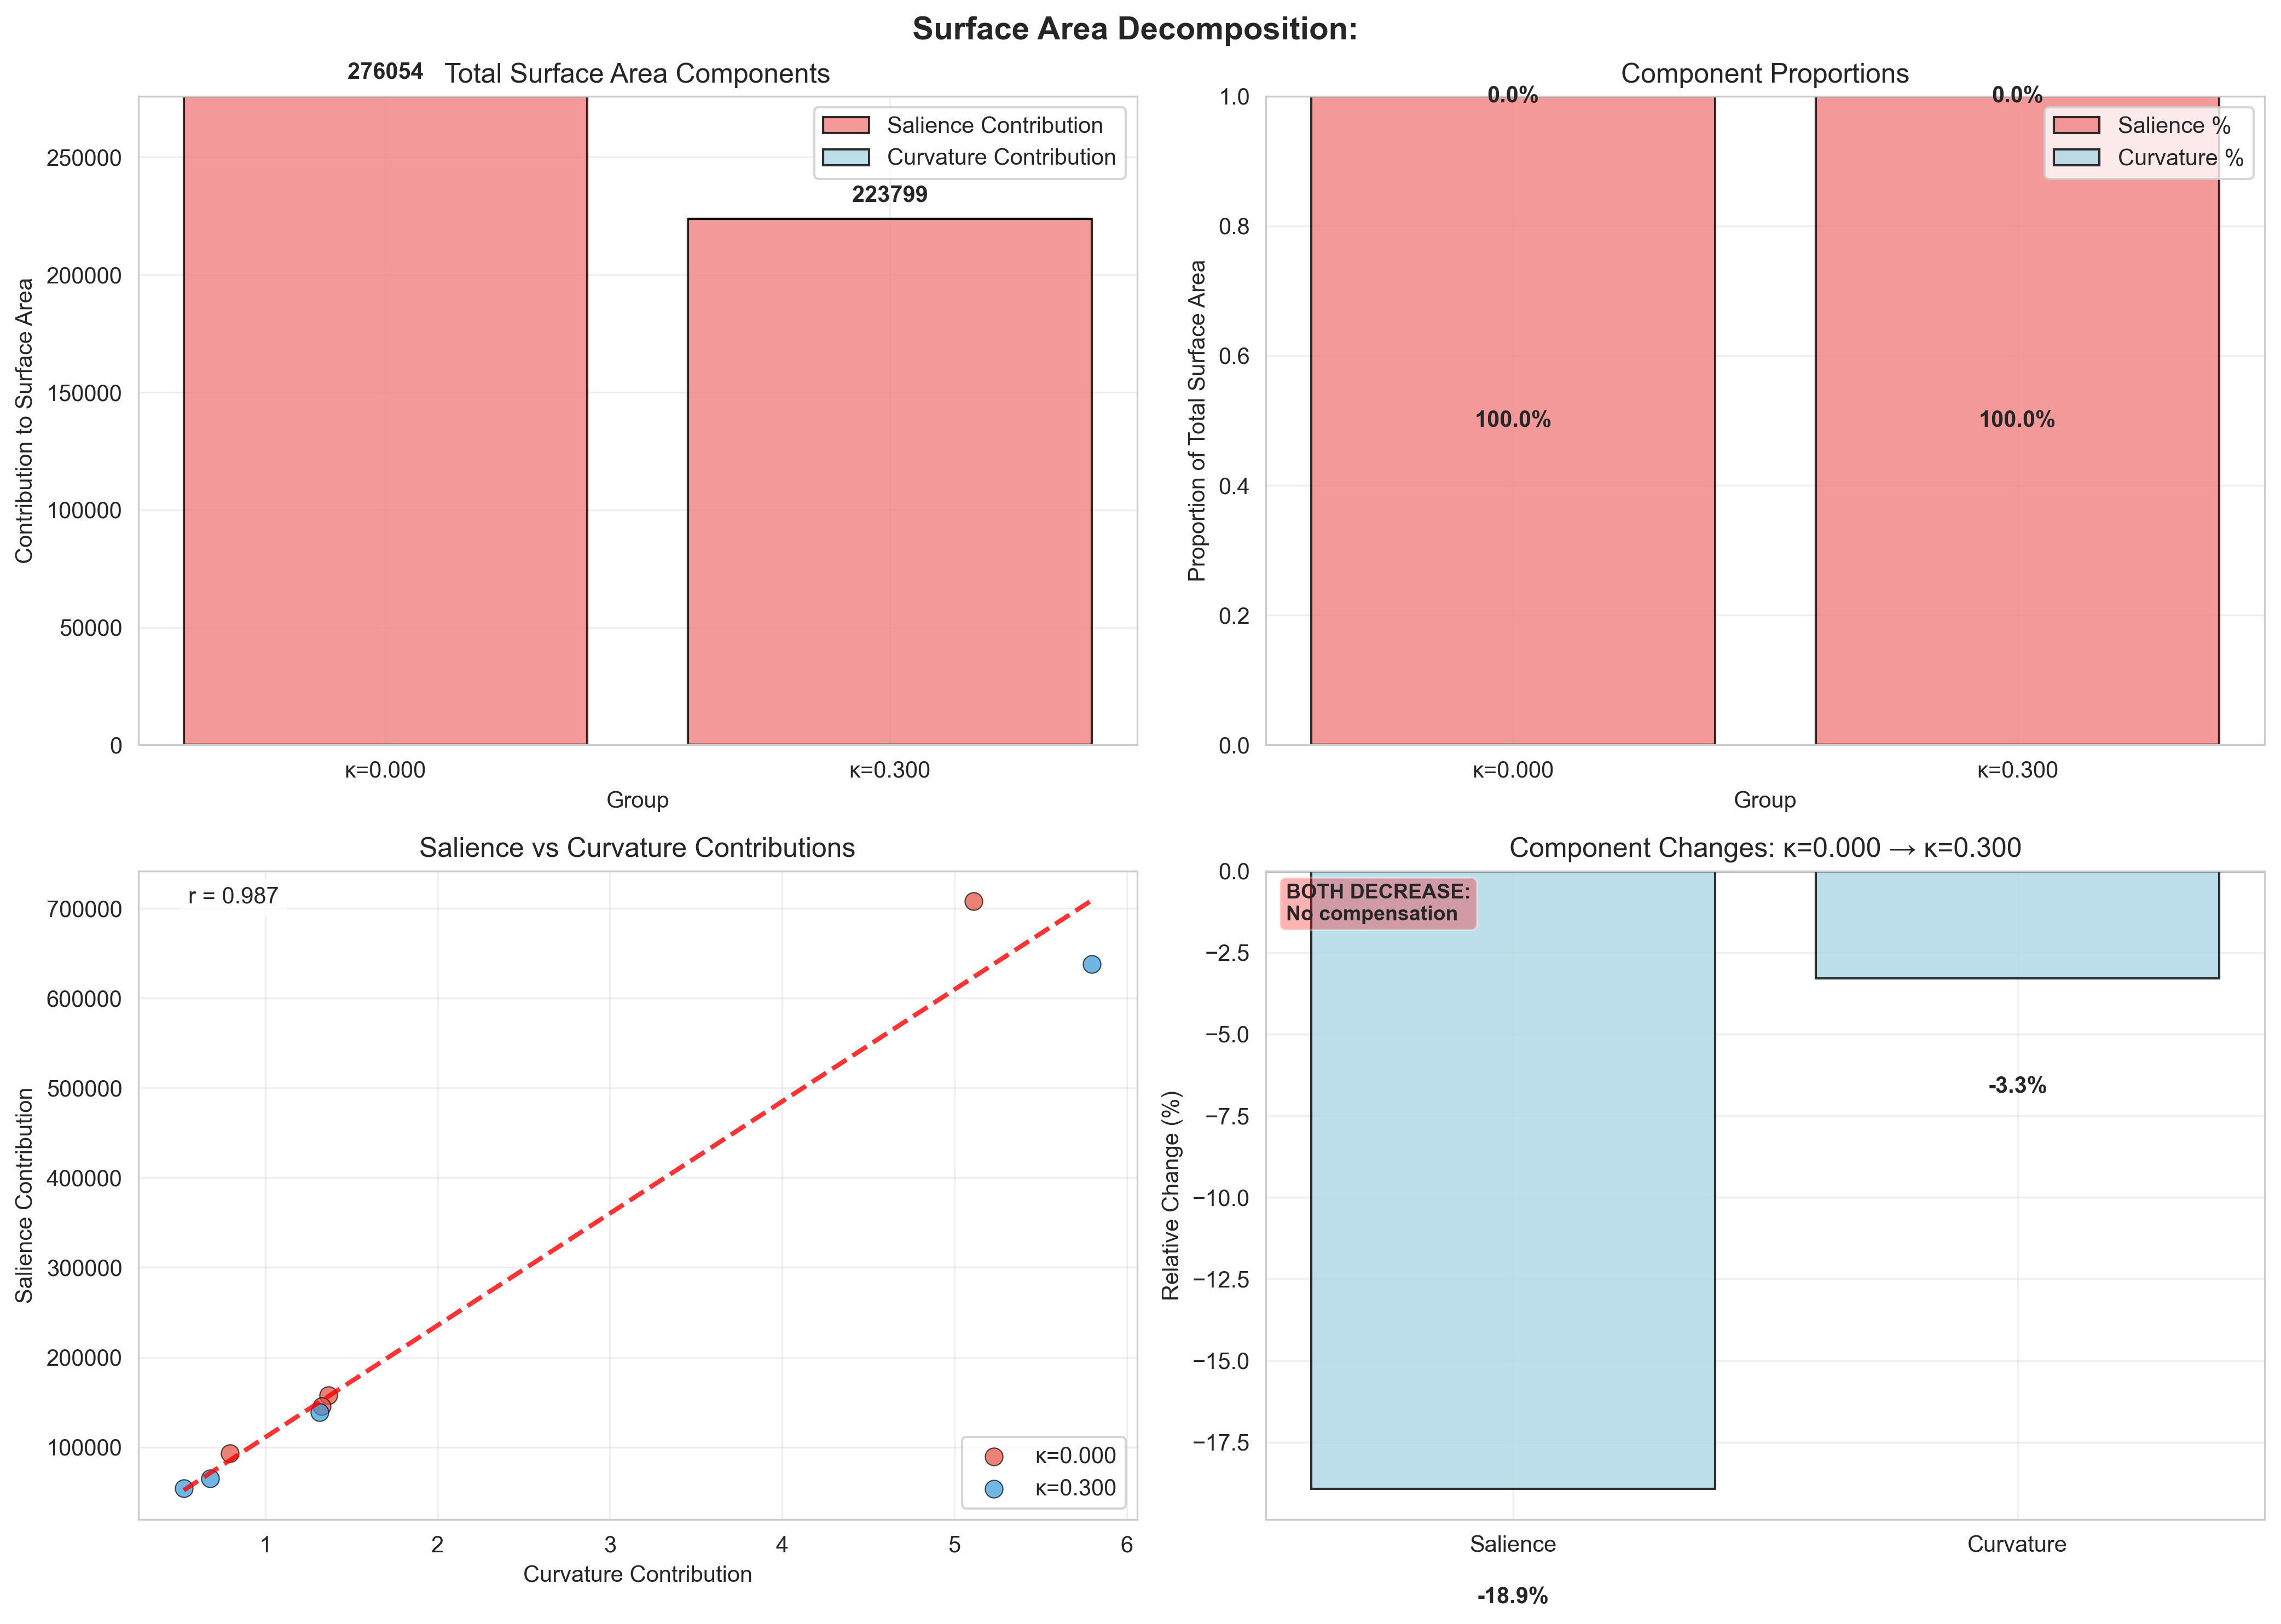 Surface Area Decomposition:
276054
Total Surface Area Components
Salience Contribution
Curvature Contribution
223799
Contribution to Surface Area
250000
200000
150000
100000
50000
0
κ=0.000
κ=0.300
Group
Component Proportions
0.0%
0.0%
Salience %
Curvature %
100.0%
100.0%
Proportion of Total Surface Area
1.0
0.8
0.6
0.4
0.2
0.0
κ=0.000
κ=0.300
Group
Salience vs Curvature Contributions
r = 0.987
Salience Contribution
700000
600000
500000
400000
300000
200000
100000
κ=0.000
κ=0.300
1
2
3
4
5
6
Curvature Contribution
Component Changes: κ=0.000 → κ=0.300
BOTH DECREASE:
No compensation
Relative Change (%)
0.0
−2.5
−5.0
−7.5
−10.0
−12.5
−15.0
−17.5
-3.3%
Salience
Curvature
-18.9%